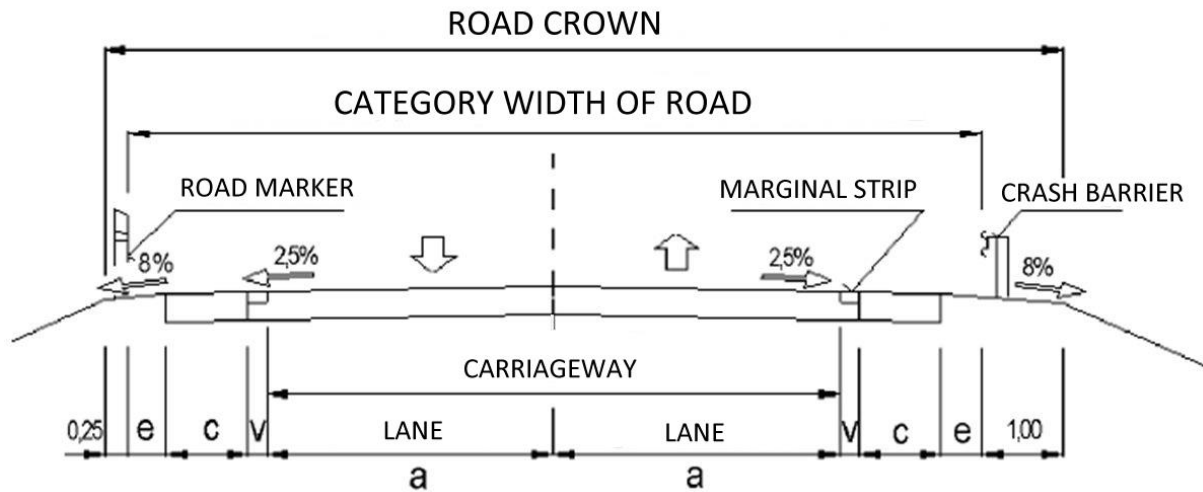 ROAD CROWN
CATEGORY WIDTH OF ROAD
ROAD MARKER
MARGINAL STRIP
CRASH BARRIER
8%
2,5%
2,5%
8%
CARRIAGEWAY
0,25
e
c
v
LANE
LANE
v
c
e
1,00
a
a